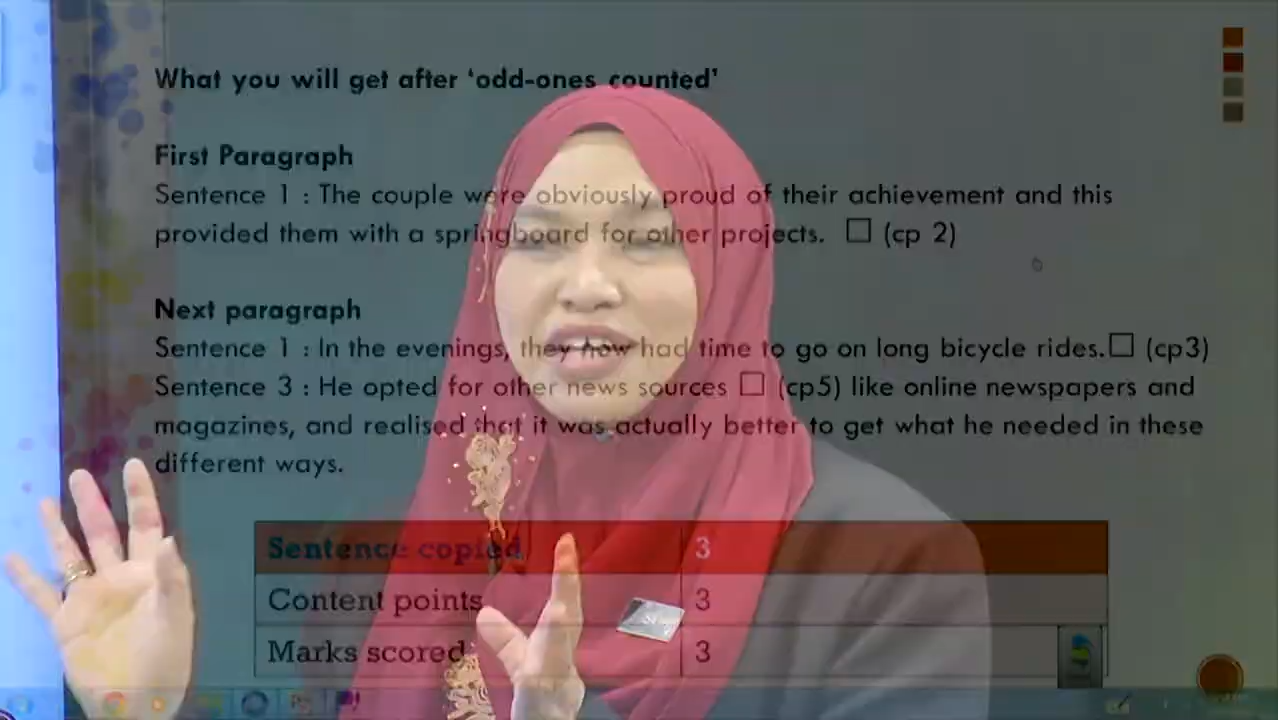 What you will get after ‘odd-ones counted’
First Paragraph
Sentence 1 : The couple were obviously proud of their achievement and this
provided them with a springboard for other projects. ☐ (cp 2)
Next paragraph
Sentence 1 : In the evenings, they now had time to go on long bicycle rides.☐ (cp3)
Sentence 3 : He opted for other news sources ☐ (cp5) like online newspapers and
magazines, and realised that it was actually better to get what he needed in these
different ways.
Sentence copied 3
Content points 3
Marks scored 3